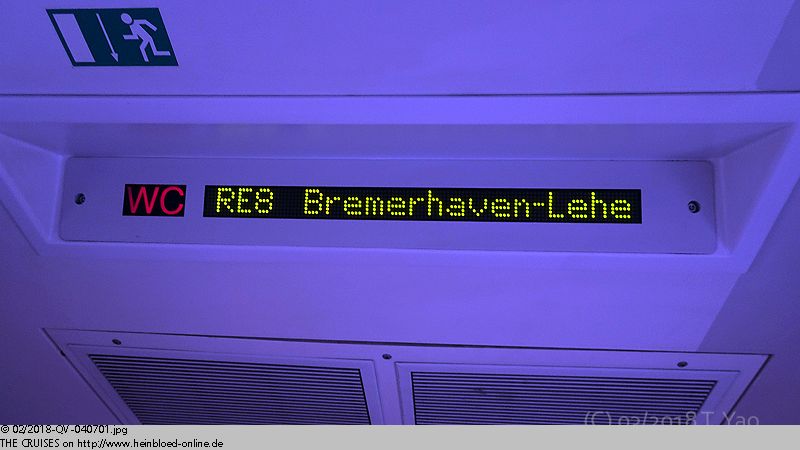 WC RE8 Bremerhaven-Lehe
(C) 02/2018 T. Yao
© 02/2018-QV-040701.jpg
THE CRUISES on http://www.heinbloed-online.de